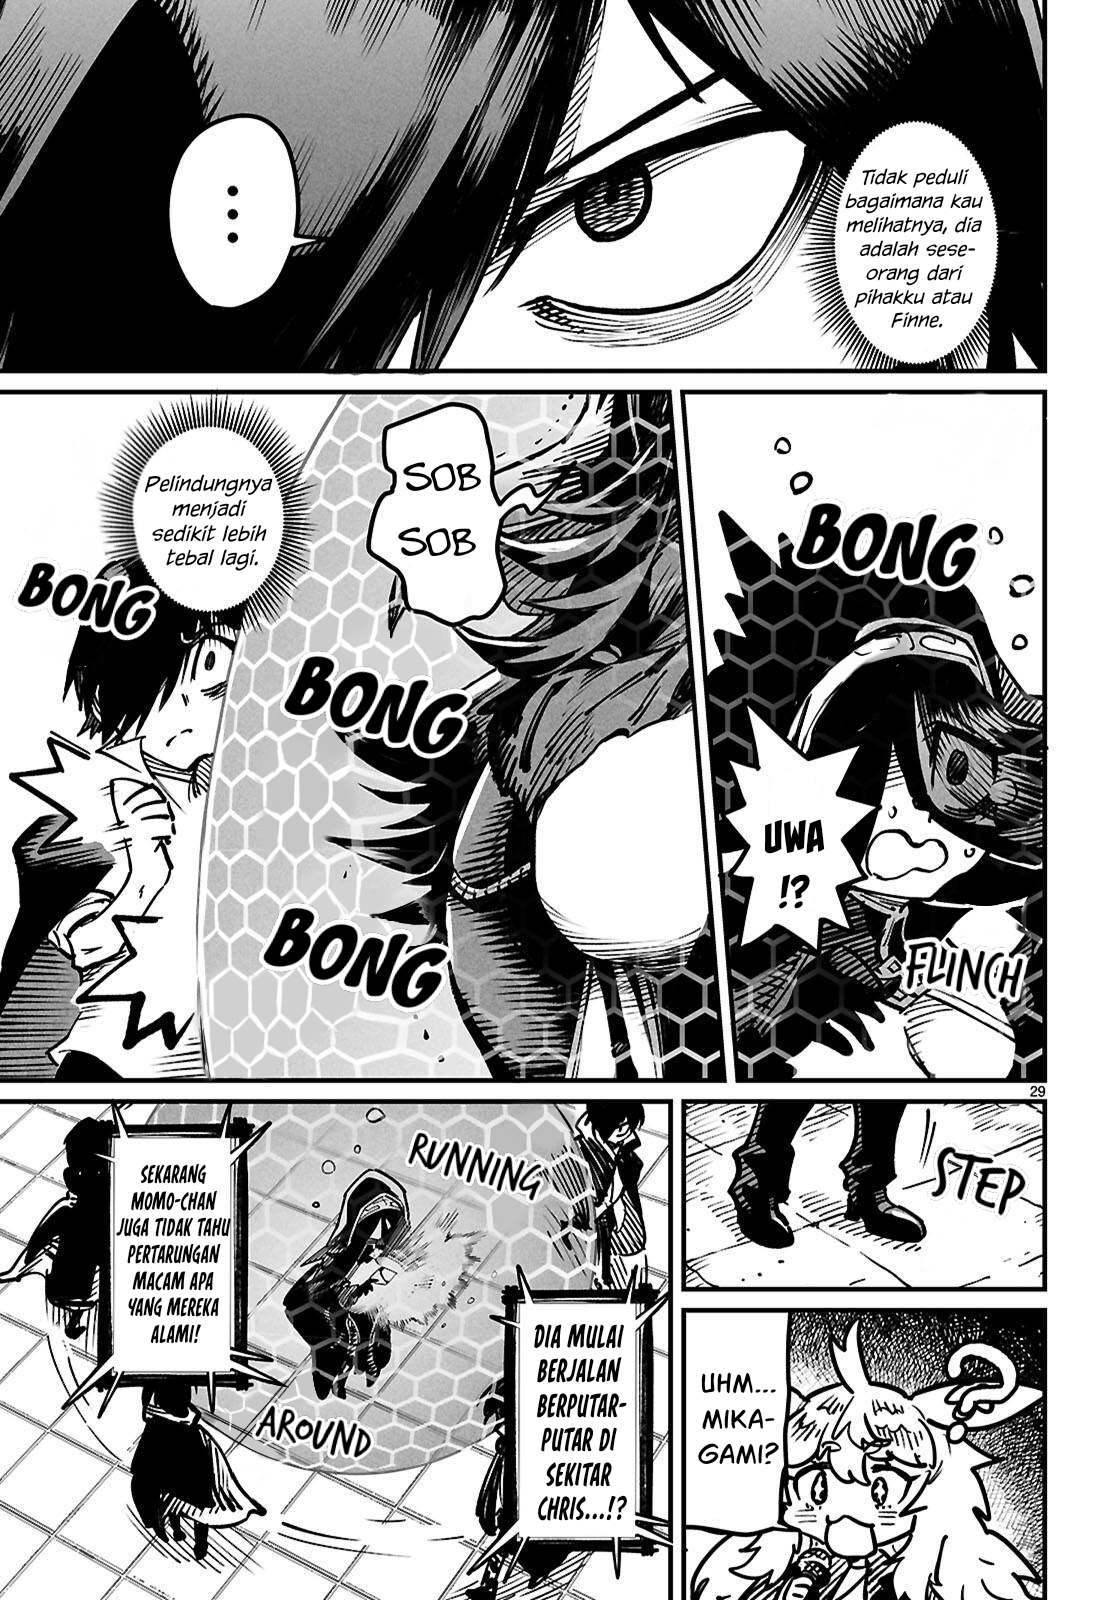 Tidak peduli
bagaimana kau
melihatnya, dia
adalah sese-
orang dari
pihakku atau
Finne.
...
BONG
UWA
!?
FLINCH
SOB
SOB
Pelindungnya
menjadi
sedikit lebih
tebal lagi.
BONG
BONG
BONG
29
STEP
UHM...
MIKA-
GAMI?
RUNNING
AROUND
DIA MULAI
BERJALAN
BERPUTAR-
PUTAR DI
SEKITAR
CHRIS...!?
SEKARANG
MOMO-CHAN
JUGA TIDAK TAHU
PERTARUNGAN
MACAM APA
YANG MEREKA
ALAMI!